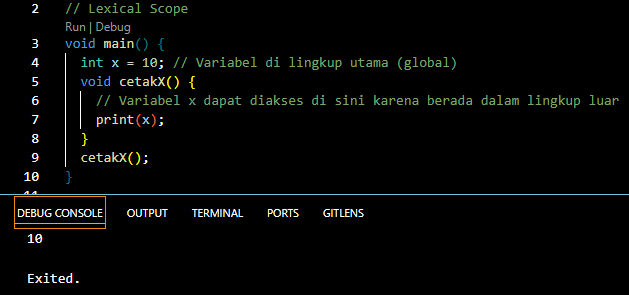 2 // Lexical Scope
Run | Debug
3 void main() {
4 int x = 10; // Variabel di lingkup utama (global)
5 void cetakX() {
6 // Variabel x dapat diakses di sini karena berada dalam lingkup luar
7 print(x);
8 }
9 cetakX();
10 }
DEBUG CONSOLE OUTPUT TERMINAL PORTS GITLENS
10
Exited.